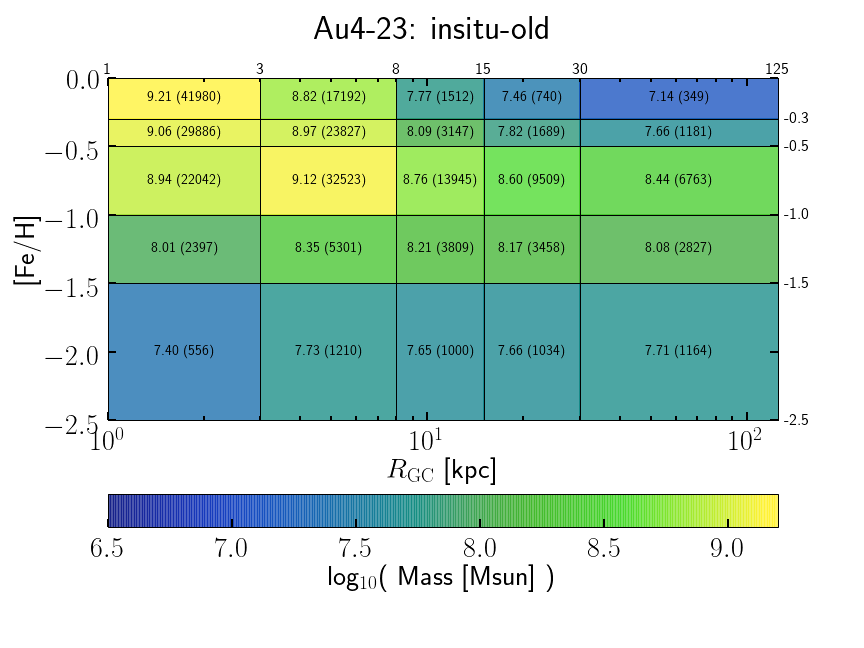 Au4-23: insitu-old
1 3 8 15 30 125
0.0
9.21 (41980) 8.82 (17192) 7.77 (1512) 7.46 (740) 7.14 (349)
-0.3
9.06 (29886) 8.97 (23827) 8.09 (3147) 7.82 (1689) 7.66 (1181)
−0.5 -0.5
8.94 (22042) 9.12 (32523) 8.76 (13945) 8.60 (9509) 8.44 (6763)
−1.0 -1.0
[Fe/H]
8.01 (2397) 8.35 (5301) 8.21 (3809) 8.17 (3458) 8.08 (2827)
−1.5 -1.5
7.40 (556) 7.73 (1210) 7.65 (1000) 7.66 (1034) 7.71 (1164)
−2.0
−2.5 -2.5
10⁰ 10¹ 10²
R_GC [kpc]
6.5 7.0 7.5 8.0 8.5 9.0
log₁₀( Mass [Msun] )